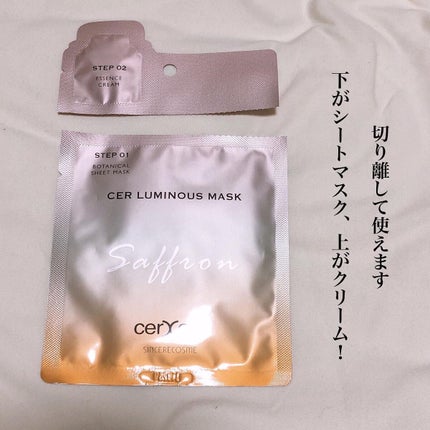 STEP 02
ESSENCE
CREAM
STEP 01
BOTANICAL
SHEET MASK
CER LUMINOUS MASK
Saffron
SINCERECOSME
切り離して使えます
下がシートマスク、上がクリーム！